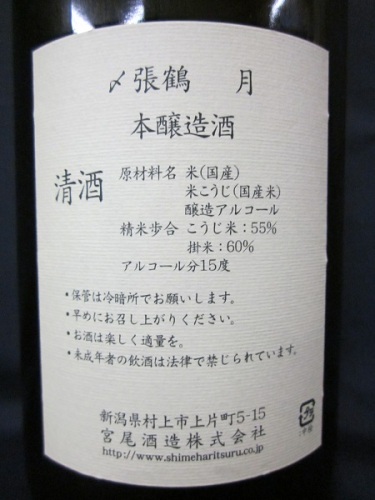 〆張鶴　月
本醸造酒
清酒
原材料名 米(国産)
米こうじ(国産米)
醸造アルコール
精米歩合 こうじ米：55%
掛米：60%
アルコール分15度
・保管は冷暗所でお願いします。
・早めにお召し上がりください。
・お酒は楽しく適量を。
・未成年者の飲酒は法律で禁じられています。
新潟県村上市上片町5-15
宮尾酒造株式会社
http://www.shimeharitsuru.co.jp